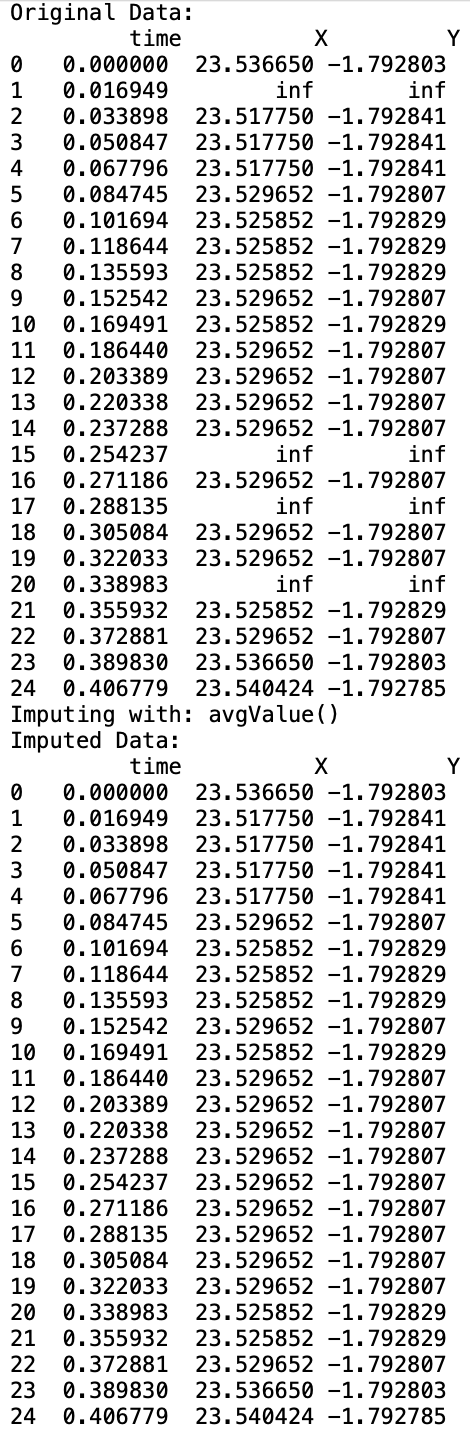 Original Data:
time X Y
0 0.000000 23.536650 -1.792803
1 0.016949 inf inf
2 0.033898 23.517750 -1.792841
3 0.050847 23.517750 -1.792841
4 0.067796 23.517750 -1.792841
5 0.084745 23.529652 -1.792807
6 0.101694 23.525852 -1.792829
7 0.118644 23.525852 -1.792829
8 0.135593 23.525852 -1.792829
9 0.152542 23.529652 -1.792807
10 0.169491 23.525852 -1.792829
11 0.186440 23.529652 -1.792807
12 0.203389 23.529652 -1.792807
13 0.220338 23.529652 -1.792807
14 0.237288 23.529652 -1.792807
15 0.254237 inf inf
16 0.271186 23.529652 -1.792807
17 0.288135 inf inf
18 0.305084 23.529652 -1.792807
19 0.322033 23.529652 -1.792807
20 0.338983 inf inf
21 0.355932 23.525852 -1.792829
22 0.372881 23.529652 -1.792807
23 0.389830 23.536650 -1.792803
24 0.406779 23.540424 -1.792785
Imputing with: avgValue()
Imputed Data:
time X Y
0 0.000000 23.536650 -1.792803
1 0.016949 23.517750 -1.792841
2 0.033898 23.517750 -1.792841
3 0.050847 23.517750 -1.792841
4 0.067796 23.517750 -1.792841
5 0.084745 23.529652 -1.792807
6 0.101694 23.525852 -1.792829
7 0.118644 23.525852 -1.792829
8 0.135593 23.525852 -1.792829
9 0.152542 23.529652 -1.792807
10 0.169491 23.525852 -1.792829
11 0.186440 23.529652 -1.792807
12 0.203389 23.529652 -1.792807
13 0.220338 23.529652 -1.792807
14 0.237288 23.529652 -1.792807
15 0.254237 23.529652 -1.792807
16 0.271186 23.529652 -1.792807
17 0.288135 23.529652 -1.792807
18 0.305084 23.529652 -1.792807
19 0.322033 23.529652 -1.792807
20 0.338983 23.525852 -1.792829
21 0.355932 23.525852 -1.792829
22 0.372881 23.529652 -1.792807
23 0.389830 23.536650 -1.792803
24 0.406779 23.540424 -1.792785